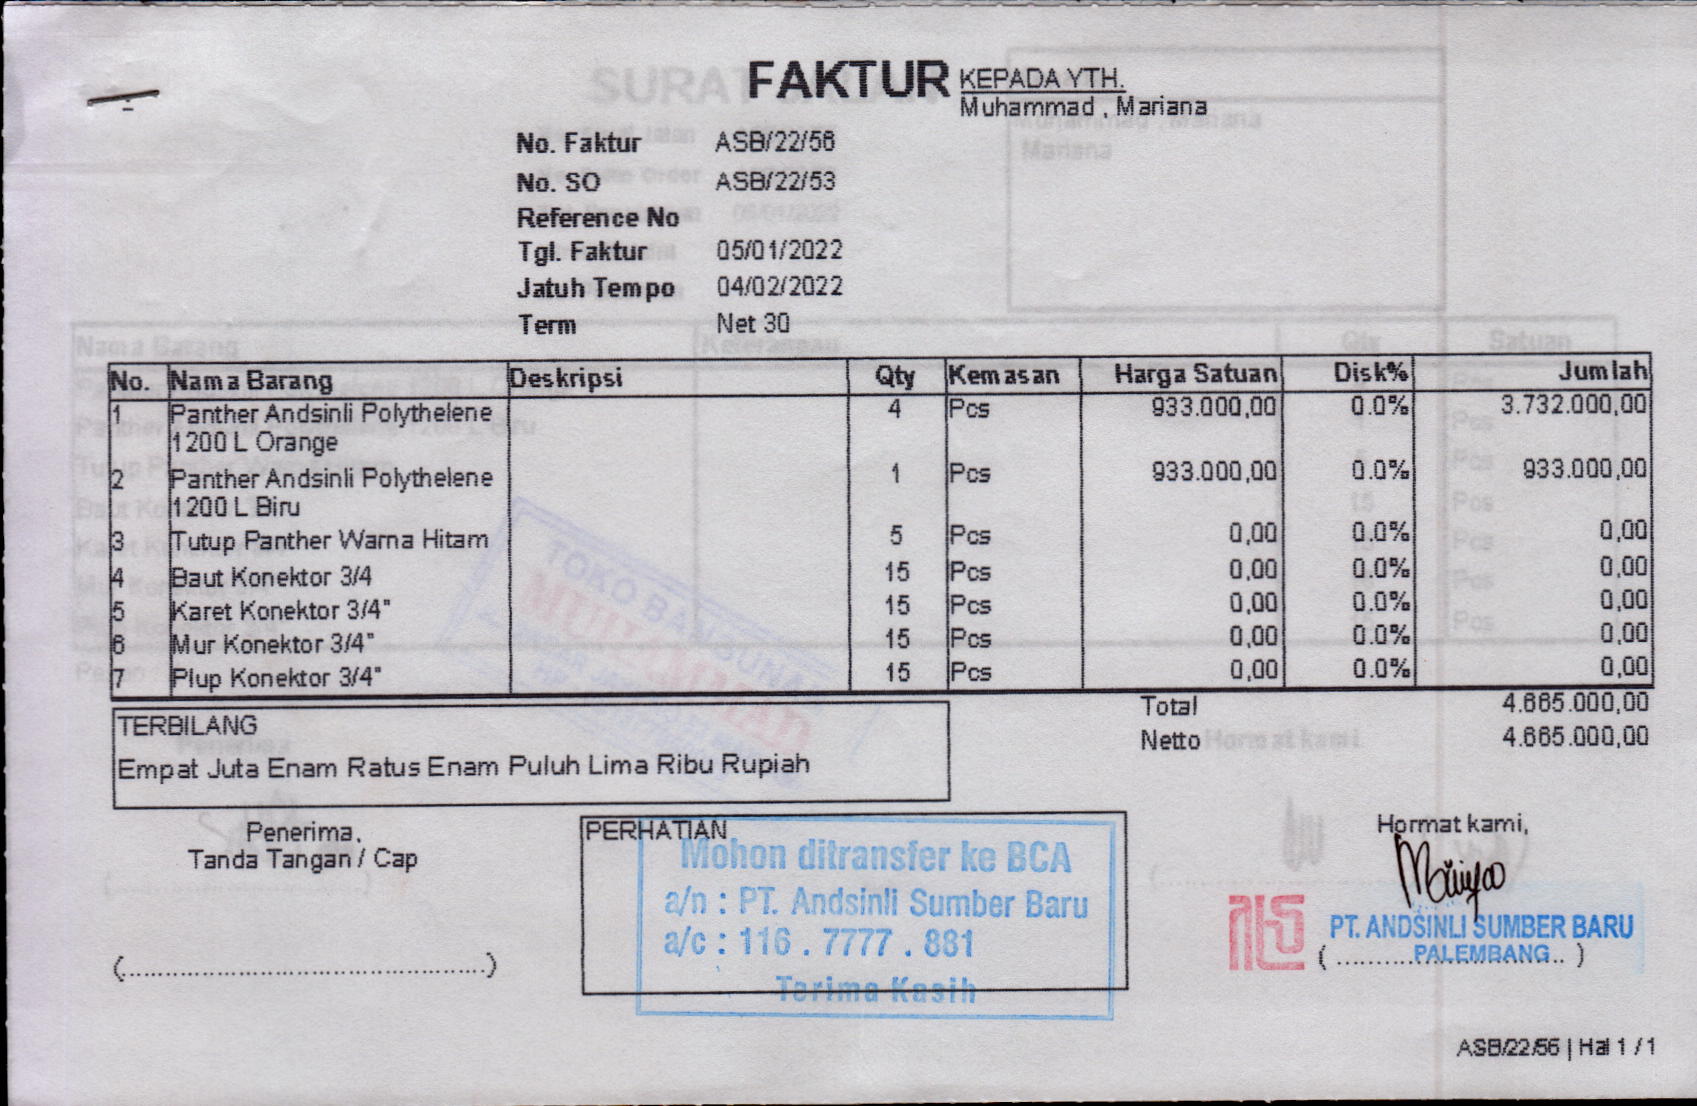 FAKTUR
KEPADA YTH.
Muhammad , Mariana
No. Faktur ASB/22/56
No. SO ASB/22/53
Reference No
Tgl. Faktur 05/01/2022
Jatuh Tempo 04/02/2022
Term Net 30
No. Nama Barang Deskripsi Qty Kemasan Harga Satuan Disk% Jumlah
1 Panther Andsinli Polythelene 4 Pcs 933.000,00 0.0% 3.732.000,00
1200 L Orange
2 Panther Andsinli Polythelene 1 Pcs 933.000,00 0.0% 933.000,00
1200 L Biru
3 Tutup Panther Warna Hitam 5 Pcs 0,00 0.0% 0,00
4 Baut Konektor 3/4 15 Pcs 0,00 0.0% 0,00
5 Karet Konektor 3/4" 15 Pcs 0,00 0.0% 0,00
6 Mur Konektor 3/4" 15 Pcs 0,00 0.0% 0,00
7 Plup Konektor 3/4" 15 Pcs 0,00 0.0% 0,00
Total 4.665.000,00
Netto 4.665.000,00
TERBILANG
Empat Juta Enam Ratus Enam Puluh Lima Ribu Rupiah
Penerima,
Tanda Tangan / Cap
(................................................)
PERHATIAN
Mohon ditransfer ke BCA
a/n : PT. Andsinli Sumber Baru
a/c : 116 . 7777 . 881
Terima Kasih
Hormat kami,
PT. ANDSINLI SUMBER BARU
PALEMBANG
ASB/22/56 | Hal 1 / 1